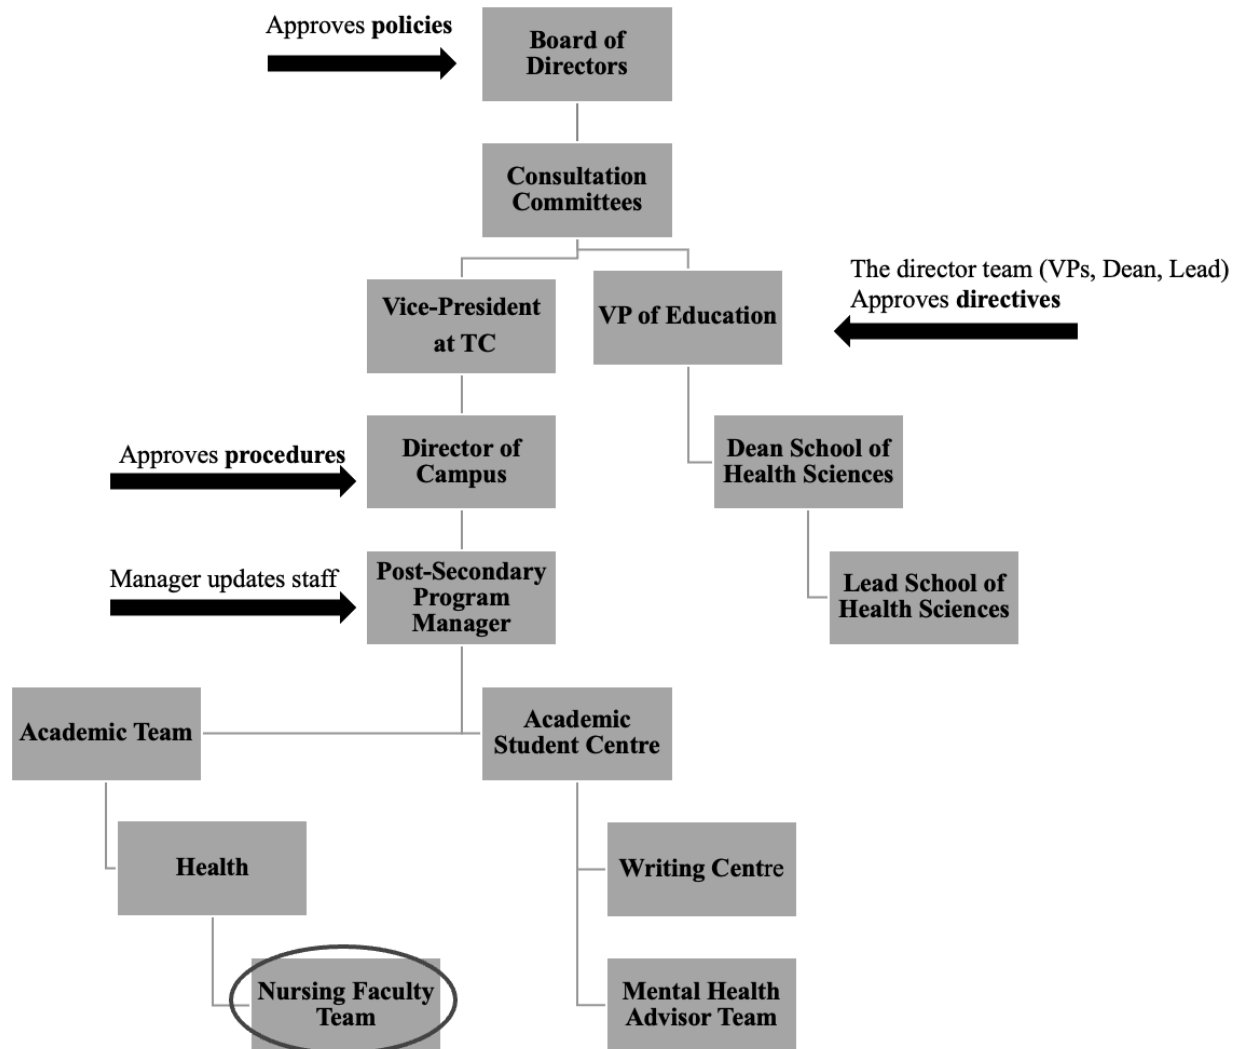 Approves policies
Board of
Directors
Consultation
Committees
The director team (VPs, Dean, Lead)
Approves directives
Vice-President
at TC
VP of Education
Approves procedures
Director of
Campus
Dean School of
Health Sciences
Manager updates staff
Post-Secondary
Program
Manager
Lead School of
Health Sciences
Academic Team
Academic
Student Centre
Health
Writing Centre
Nursing Faculty
Team
Mental Health
Advisor Team